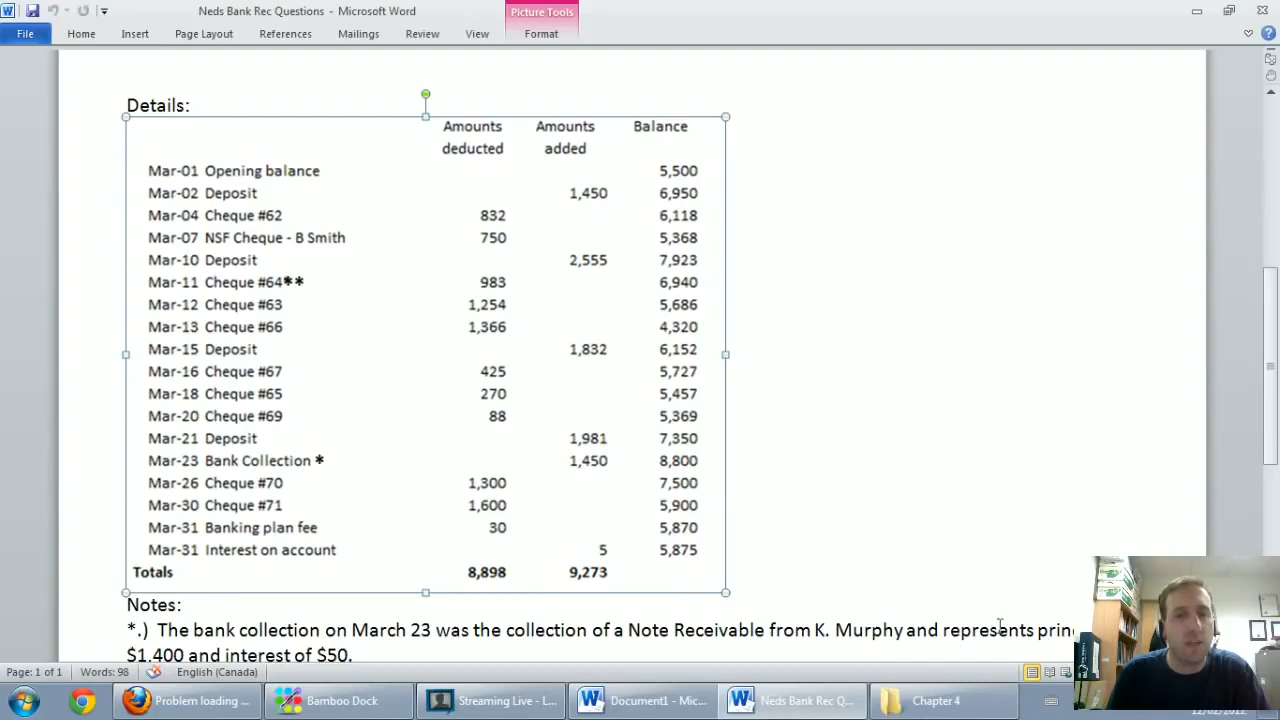 Neds Bank Rec Questions - Microsoft Word
Picture Tools
File Home Insert Page Layout References Mailings Review View Format
Details:
Amounts Amounts Balance
deducted added
Mar-01 Opening balance 5,500
Mar-02 Deposit 1,450 6,950
Mar-04 Cheque #62 832 6,118
Mar-07 NSF Cheque - B Smith 750 5,368
Mar-10 Deposit 2,555 7,923
Mar-11 Cheque #64** 983 6,940
Mar-12 Cheque #63 1,254 5,686
Mar-13 Cheque #66 1,366 4,320
Mar-15 Deposit 1,832 6,152
Mar-16 Cheque #67 425 5,727
Mar-18 Cheque #65 270 5,457
Mar-20 Cheque #69 88 5,369
Mar-21 Deposit 1,981 7,350
Mar-23 Bank Collection * 1,450 8,800
Mar-26 Cheque #70 1,300 7,500
Mar-30 Cheque #71 1,600 5,900
Mar-31 Banking plan fee 30 5,870
Mar-31 Interest on account 5 5,875
Totals 8,898 9,273
Notes:
*.) The bank collection on March 23 was the collection of a Note Receivable from K. Murphy and represents princ
$1,400 and interest of $50.
Page: 1 of 1 Words: 98 English (Canada)
Problem loading ... Bamboo Dock Streaming Live - L... Document1 - Mic... Neds Bank Rec Q... Chapter 4
12/02/2012